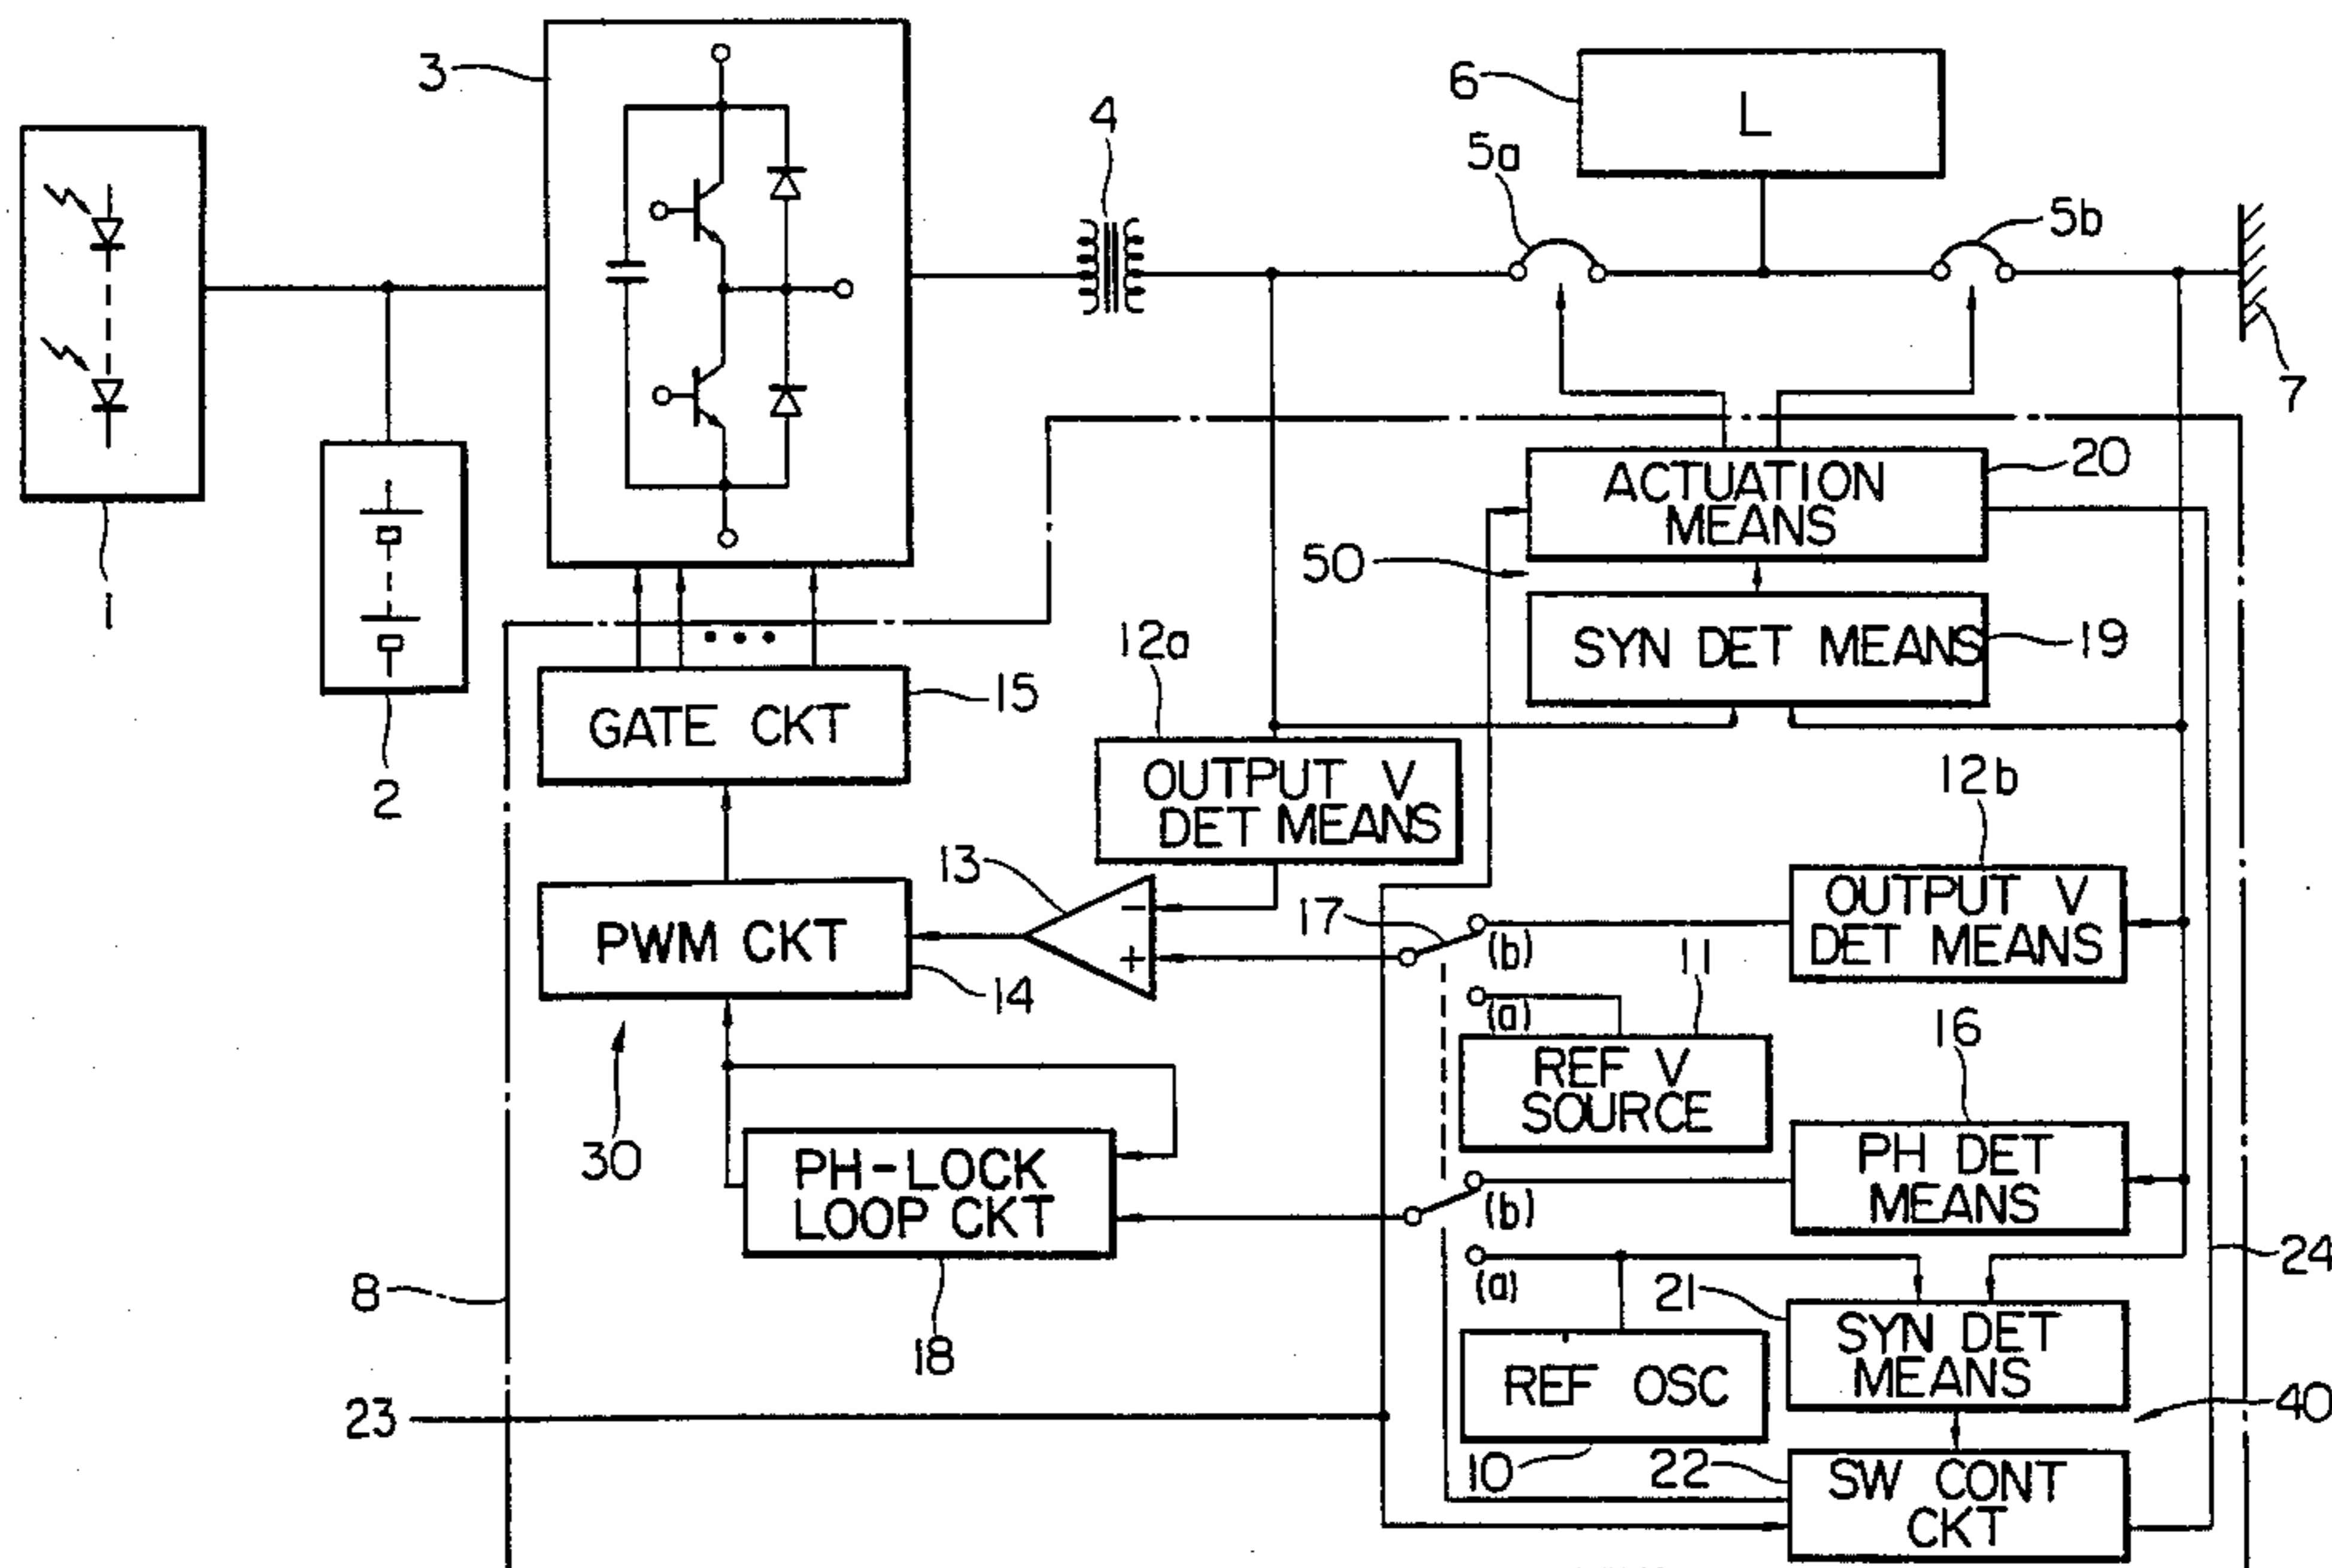 3
6
L
4
5a
5b
7
1
2
ACTUATION
MEANS
20
50
SYN DET MEANS
19
12a
GATE CKT
15
OUTPUT V
DET MEANS
12b
13
PWM CKT
14
-
+
17
(b)
OUTPUT V
DET MEANS
(a)
11
REF V
SOURCE
16
30
PH-LOCK
LOOP CKT
18
(b)
PH DET
MEANS
(a)
24
8
21
SYN DET
MEANS
REF OSC
10
23
40
22
SW CONT
CKT